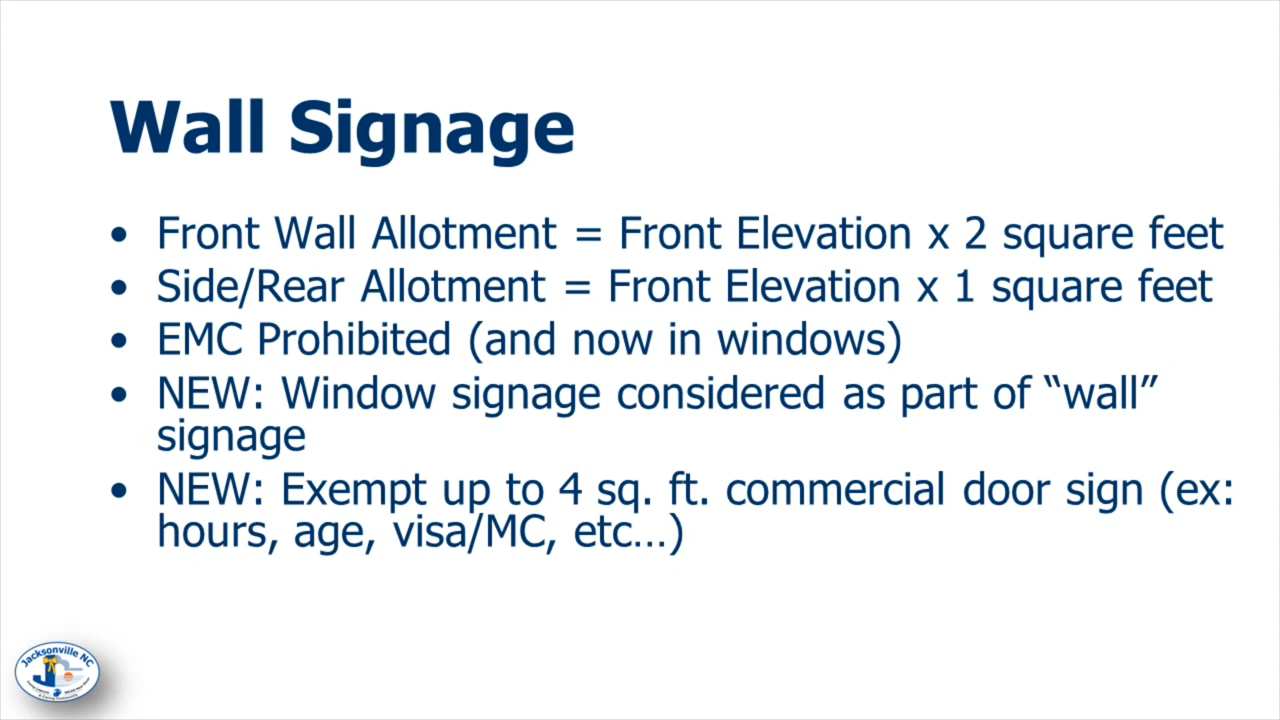 Wall Signage
• Front Wall Allotment = Front Elevation x 2 square feet
• Side/Rear Allotment = Front Elevation x 1 square feet
• EMC Prohibited (and now in windows)
• NEW: Window signage considered as part of “wall”
signage
• NEW: Exempt up to 4 sq. ft. commercial door sign (ex:
hours, age, visa/MC, etc…)
Jacksonville NC